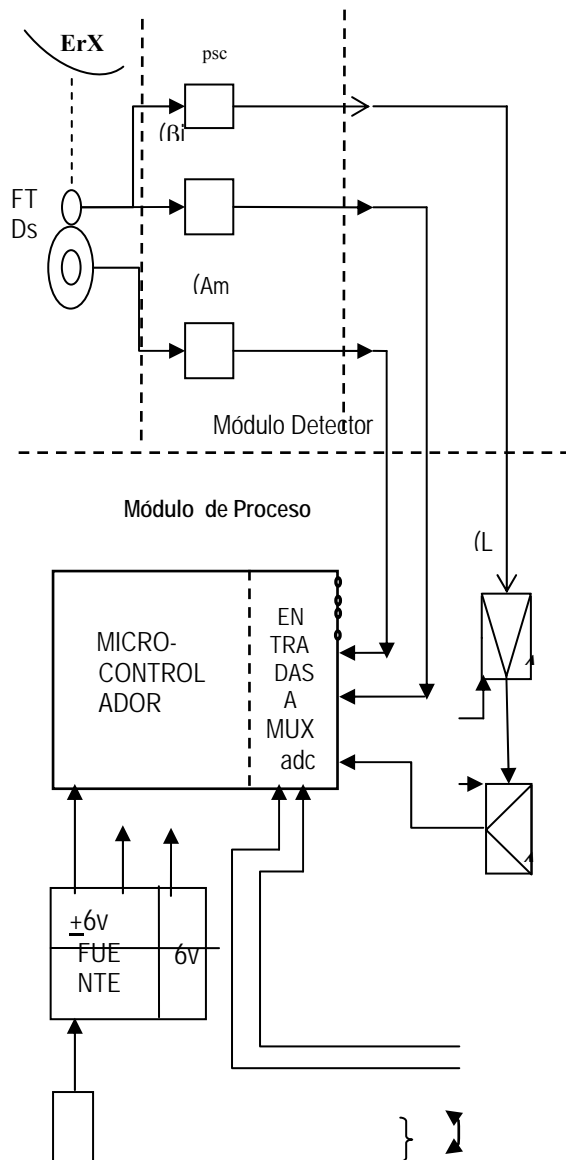 ErX
psc
(ßi
FT
Ds
(Am
Módulo Detector
Módulo de Proceso
(L
MICRO-
CONTROL
ADOR
EN
TRA
DAS
A
MUX
adc
±6v
FUE
NTE
6v
}